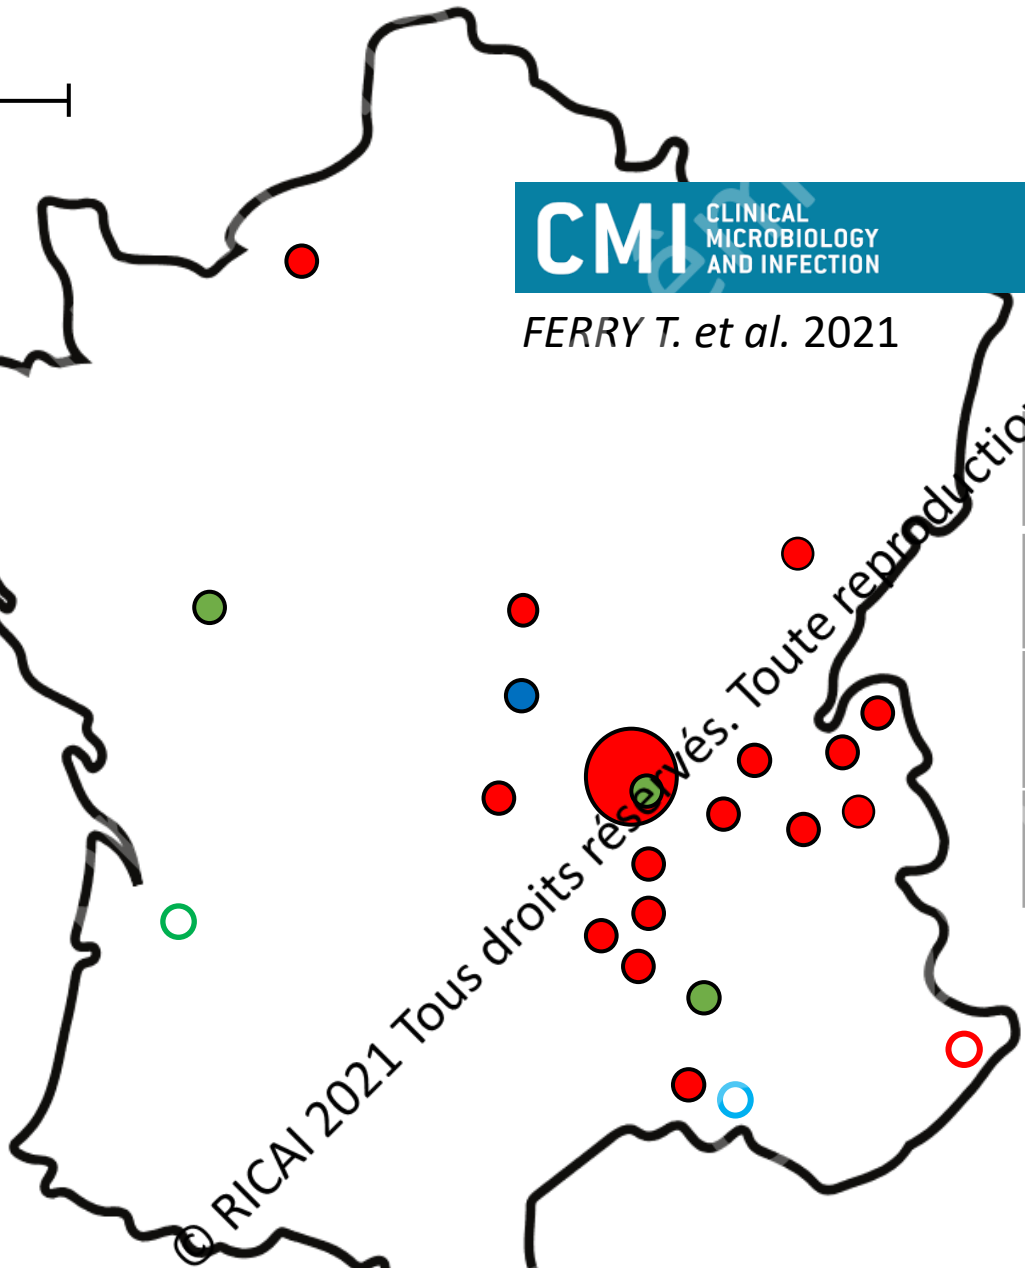 CMI CLINICAL
MICROBIOLOGY
AND INFECTION
FERRY T. et al. 2021
© RICAI 2021 Tous droits réservés. Toute reproduction